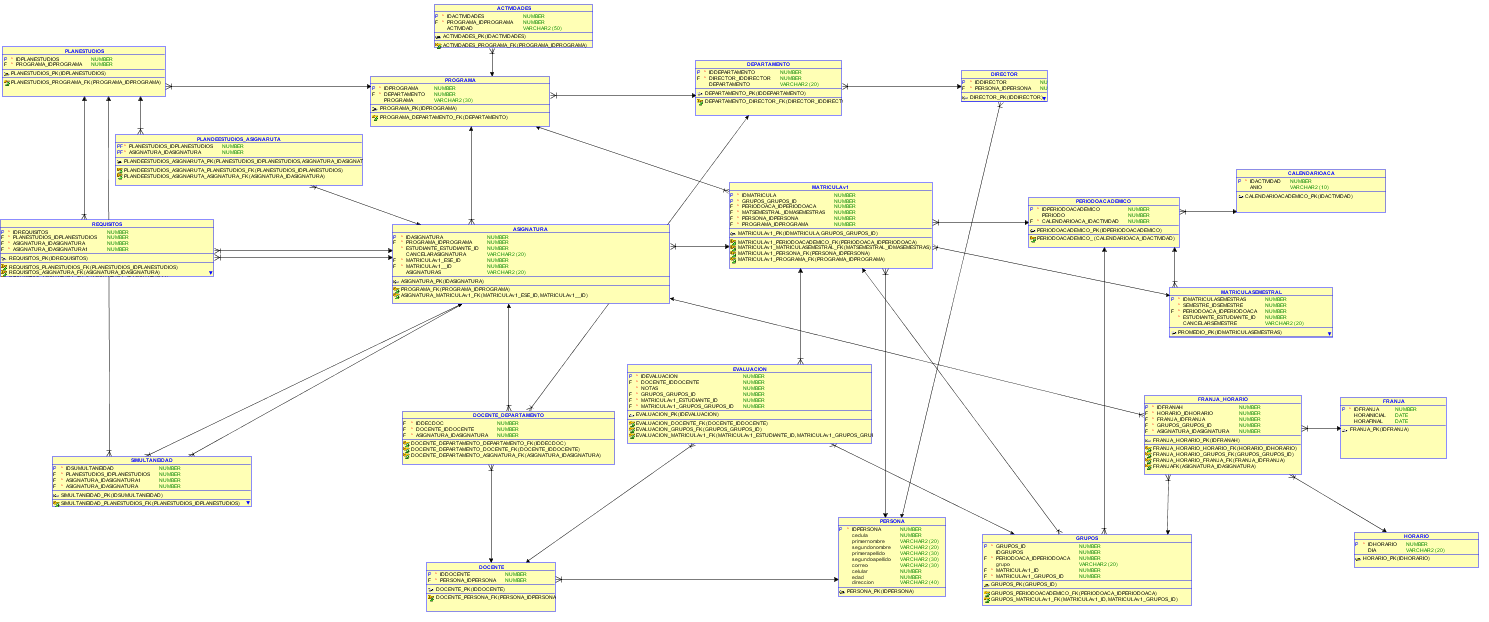 ACTIVIDADES
P * IDACTIVIDADES NUMBER
F * PROGRAMA_IDPROGRAMA NUMBER
ACTIVIDAD VARCHAR2 (50)
ACTIVIDADES_PK (IDACTIVIDADES)
ACTIVIDADES_PROGRAMA_FK (PROGRAMA_IDPROGRAMA)
PLANESTUDIOS
P * IDPLANESTUDIOS NUMBER
F * PROGRAMA_IDPROGRAMA NUMBER
PLANESTUDIOS_PK (IDPLANESTUDIOS)
PLANESTUDIOS_PROGRAMA_FK (PROGRAMA_IDPROGRAMA)
PROGRAMA
P * IDPROGRAMA NUMBER
F * DEPARTAMENTO NUMBER
PROGRAMA VARCHAR2 (30)
PROGRAMA_PK (IDPROGRAMA)
PROGRAMA_DEPARTAMENTO_FK (DEPARTAMENTO)
DEPARTAMENTO
P * IDDEPARTAMENTO NUMBER
F * DIRECTOR_IDDIRECTOR NUMBER
DEPARTAMENTO VARCHAR2 (20)
DEPARTAMENTO_PK (IDDEPARTAMENTO)
DEPARTAMENTO_DIRECTOR_FK (DIRECTOR_IDDIRECT
DIRECTOR
P * IDDIRECTOR NU
F * PERSONA_IDPERSONA NU
DIRECTOR_PK (IDDIRECTOR)
PLANDEESTUDIOS_ASIGNARUTA
PF * PLANESTUDIOS_IDPLANESTUDIOS NUMBER
PF * ASIGNATURA_IDASIGNATURA NUMBER
PLANDEESTUDIOS_ASIGNARUTA_PK (PLANESTUDIOS_IDPLANESTUDIOS, ASIGNATURA_IDASIGNAT
PLANDEESTUDIOS_ASIGNARUTA_PLANESTUDIOS_FK (PLANESTUDIOS_IDPLANESTUDIOS)
PLANDEESTUDIOS_ASIGNARUTA_ASIGNATURA_FK (ASIGNATURA_IDASIGNATURA)
CALENDARIOACA
P * IDACTIVIDAD NUMBER
ANIO VARCHAR2 (10)
CALENDARIOACADEMICO_PK (IDACTIVIDAD)
MATRICULAv1
P * IDMATRICULA NUMBER
P * GRUPOS_GRUPOS_ID NUMBER
F * PERIODOACA_IDPERIODOACA NUMBER
F * MATSEMESTRAL_IDMASEMESTRAS NUMBER
F * PERSONA_IDPERSONA NUMBER
F * PROGRAMA_IDPROGRAMA NUMBER
MATRICULAv1_PK (IDMATRICULA, GRUPOS_GRUPOS_ID)
MATRICULAv1_PERIODOACADEMICO_FK (PERIODOACA_IDPERIODOACA)
MATRICULAv1_MATRICULASEMESTRAL_FK (MATSEMESTRAL_IDMASEMESTRAS)
MATRICULAv1_PERSONA_FK (PERSONA_IDPERSONA)
MATRICULAv1_PROGRAMA_FK (PROGRAMA_IDPROGRAMA)
PERIODOACADEMICO
P * IDPERIODOACADEMICO NUMBER
PERIODO NUMBER
F * CALENDARIOACA_IDACTIVIDAD NUMBER
PERIODOACADEMICO_PK (IDPERIODOACADEMICO)
PERIODOACADEMICO__ (CALENDARIOACA_IDACTIVIDAD)
REQUISITOS
P * IDREQUISITOS NUMBER
F * PLANESTUDIOS_IDPLANESTUDIOS NUMBER
F * ASIGNATURA_IDASIGNATURA NUMBER
F * ASIGNATURA_IDASIGNATURA1 NUMBER
REQUISITOS_PK (IDREQUISITOS)
REQUISITOS_PLANESTUDIOS_FK (PLANESTUDIOS_IDPLANESTUDIOS)
REQUISITOS_ASIGNATURA_FK (ASIGNATURA_IDASIGNATURA)
ASIGNATURA
P * IDASIGNATURA NUMBER
F * PROGRAMA_IDPROGRAMA NUMBER
* ESTUDIANTE_ESTUDIANTE_ID NUMBER
CANCELARASIGNATURA VARCHAR2 (20)
F * MATRICULAv1_ESE_ID NUMBER
F * MATRICULAv1__ID NUMBER
ASIGNATURAS VARCHAR2 (20)
ASIGNATURA_PK (IDASIGNATURA)
PROGRAMA_FK (PROGRAMA_IDPROGRAMA)
ASIGNATURA_MATRICULAv1_FK (MATRICULAv1_ESE_ID, MATRICULAv1__ID)
MATRICULASEMESTRAL
P * IDMATRICULASEMESTRAS NUMBER
* SEMESTRE_IDSEMESTRE NUMBER
F * PERIODOACA_IDPERIODOACA NUMBER
* ESTUDIANTE_ESTUDIANTE_ID NUMBER
CANCELARSEMESTRE VARCHAR2 (20)
PROMEDIO_PK (IDMATRICULASEMESTRAS)
EVALUACION
P * IDEVALUACION NUMBER
F * DOCENTE_IDDOCENTE NUMBER
* NOTAS NUMBER
F * GRUPOS_GRUPOS_ID NUMBER
F * MATRICULAv1_ESTUDIANTE_ID NUMBER
F * MATRICULAv1_GRUPOS_GRUPOS_ID NUMBER
EVALUACION_PK (IDEVALUACION)
EVALUACION_DOCENTE_FK (DOCENTE_IDDOCENTE)
EVALUACION_GRUPOS_FK (GRUPOS_GRUPOS_ID)
EVALUACION_MATRICULAv1_FK (MATRICULAv1_ESTUDIANTE_ID, MATRICULAv1_GRUPOS_GRU
FRANJA_HORARIO
P * IDFRANAH NUMBER
F * HORARIO_IDHORARIO NUMBER
F * FRANJA_IDFRANJA NUMBER
F * GRUPOS_GRUPOS_ID NUMBER
F * ASIGNATURA_IDASIGNATURA NUMBER
FRANJA_HORARIO_PK (IDFRANAH)
FRANJA_HORARIO_HORARIO_FK (HORARIO_IDHORARIO)
FRANJA_HORARIO_GRUPOS_FK (GRUPOS_GRUPOS_ID)
FRANJA_HORARIO_FRANJA_FK (FRANJA_IDFRANJA)
FRANJAFK (ASIGNATURA_IDASIGNATURA)
FRANJA
P * IDFRANJA NUMBER
HORAINICIAL DATE
HORAFINAL DATE
FRANJA_PK (IDFRANJA)
DOCENTE_DEPARTAMENTO
F * IDDECDOC NUMBER
F * DOCENTE_IDDOCENTE NUMBER
F * ASIGNATURA_IDASIGNATURA NUMBER
DOCENTE_DEPARTAMENTO_DEPARTAMENTO_FK (IDDECDOC)
DOCENTE_DEPARTAMENTO_DOCENTE_FK (DOCENTE_IDDOCENTE)
DOCENTE_DEPARTAMENTO_ASIGNATURA_FK (ASIGNATURA_IDASIGNATURA)
SIMULTANEIDAD
P * IDSUMULTANEIDAD NUMBER
F * PLANESTUDIOS_IDPLANESTUDIOS NUMBER
F * ASIGNATURA_IDASIGNATURA1 NUMBER
F * ASIGNATURA_IDASIGNATURA NUMBER
SIMULTANEIDAD_PK (IDSUMULTANEIDAD)
SIMULTANEIDAD_PLANESTUDIOS_FK (PLANESTUDIOS_IDPLANESTUDIOS)
PERSONA
P * IDPERSONA NUMBER
cedula NUMBER
primernombre VARCHAR2 (20)
segundonombre VARCHAR2 (20)
primerapellido VARCHAR2 (30)
segundoapellido VARCHAR2 (30)
correo VARCHAR2 (30)
celular NUMBER
edad NUMBER
direccion VARCHAR2 (40)
PERSONA_PK (IDPERSONA)
GRUPOS
P * GRUPOS_ID NUMBER
IDGRUPOS NUMBER
F * PERIODOACA_IDPERIODOACA NUMBER
grupo VARCHAR2 (20)
F * MATRICULAv1_ID NUMBER
F * MATRICULAv1_GRUPOS_ID NUMBER
GRUPOS_PK (GRUPOS_ID)
GRUPOS_PERIODOACADEMICO_FK (PERIODOACA_IDPERIODOACA)
GRUPOS_MATRICULAv1_FK (MATRICULAv1_ID, MATRICULAv1_GRUPOS_ID)
HORARIO
P * IDHORARIO NUMBER
DIA VARCHAR2 (20)
HORARIO_PK (IDHORARIO)
DOCENTE
P * IDDOCENTE NUMBER
F * PERSONA_IDPERSONA NUMBER
DOCENTE_PK (IDDOCENTE)
DOCENTE_PERSONA_FK (PERSONA_IDPERSONA